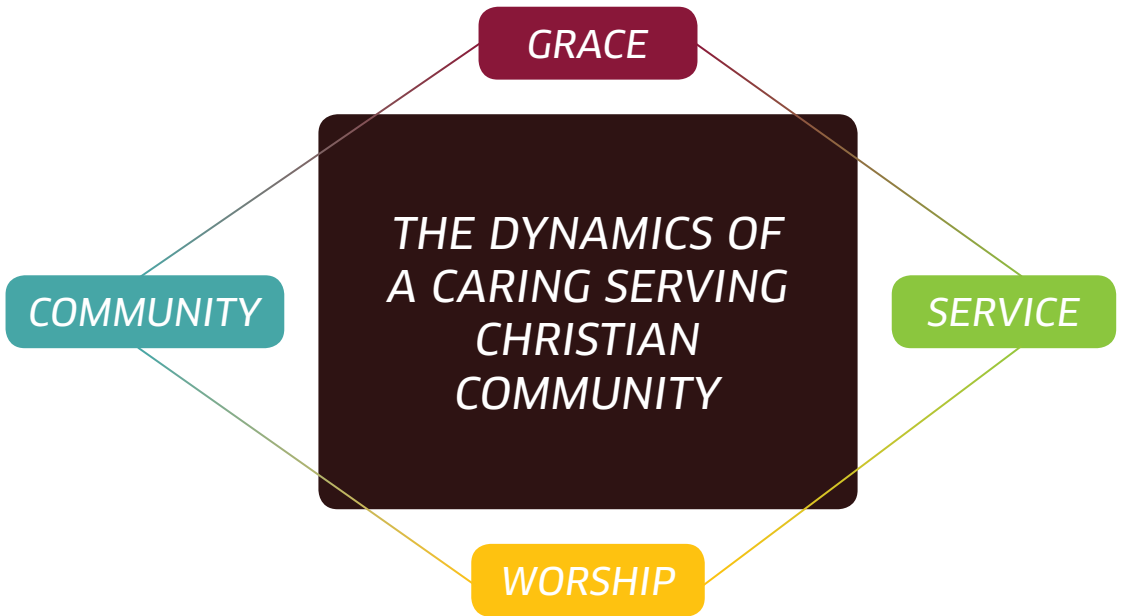 GRACE
THE DYNAMICS OF
A CARING SERVING
CHRISTIAN
COMMUNITY
COMMUNITY
SERVICE
WORSHIP